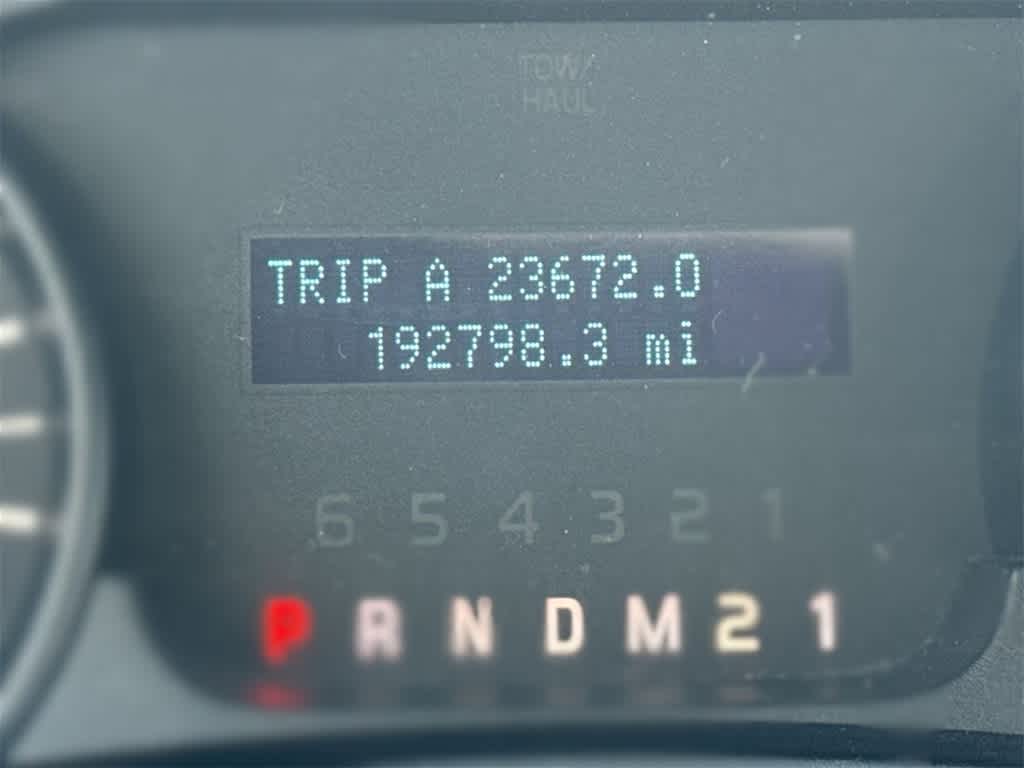 TOW/
HAUL
TRIP A 23672.0
192798.3 mi
6 5 4 3 2 1
P R N D M 2 1